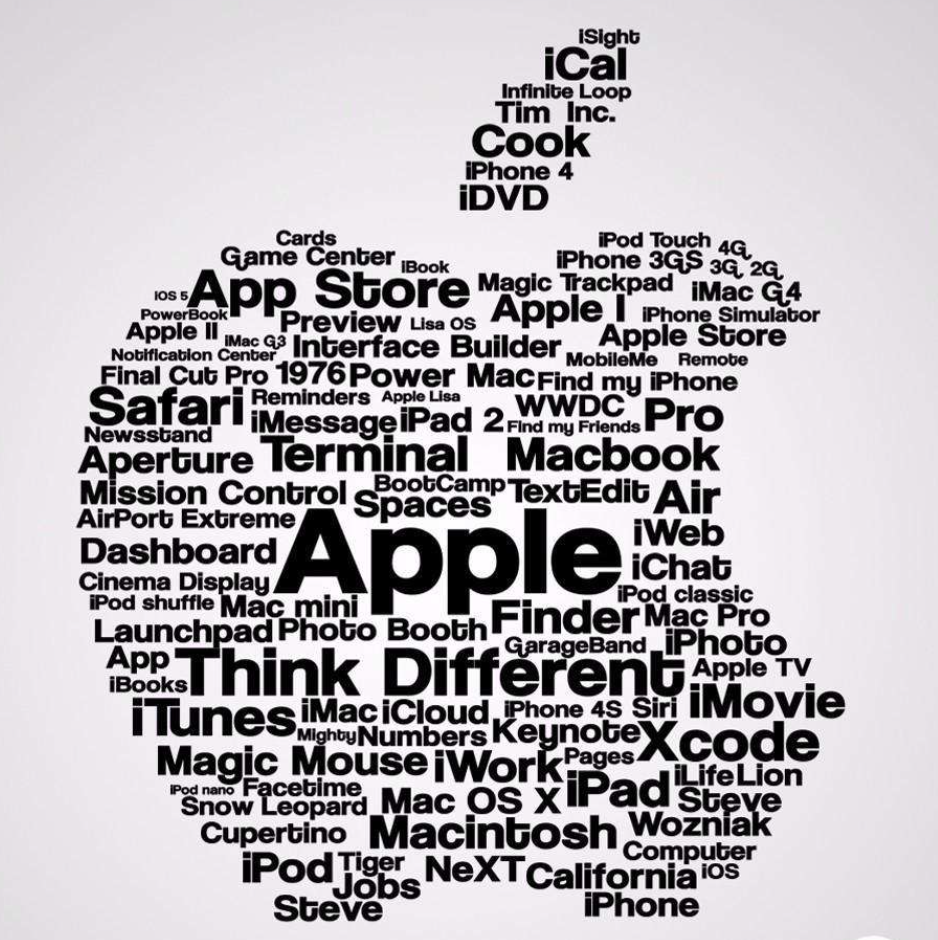 iSight
iCal
Infinite Loop
Tim Inc.
Cook
iPhone 4
iDVD
Cards
iPod Touch 4G
Game Center iBook
iPhone 3GS 3G 2G
iOS 5 App Store Magic Trackpad iMac G4
PowerBook Preview Lisa OS Apple I iPhone Simulator
Apple II iMac G3 Interface Builder Apple Store
Notification Center MobileMe Remote
Final Cut Pro 1976 Power Mac Find my iPhone
Safari Reminders Apple Lisa WWDC Pro
iMessage iPad 2 Find my Friends
Newsstand
Aperture Terminal Macbook
Mission Control BootCamp TextEdit Air
Spaces
AirPort Extreme Apple iWeb
Dashboard iChat
Cinema Display iPod classic
iPod shuffle Mac mini Finder Mac Pro
Launchpad Photo Booth GarageBand iPhoto
App Think Different Apple TV
iBooks
iTunes iMac iCloud iPhone 4S Siri iMovie
Mighty Numbers Keynote Xcode
Magic Mouse iWork Pages
iPod nano Facetime iPad iLife Lion
Snow Leopard Mac OS X Steve
Cupertino Macintosh Wozniak
Computer
iPod Tiger NeXT California iOS
Jobs
Steve iPhone